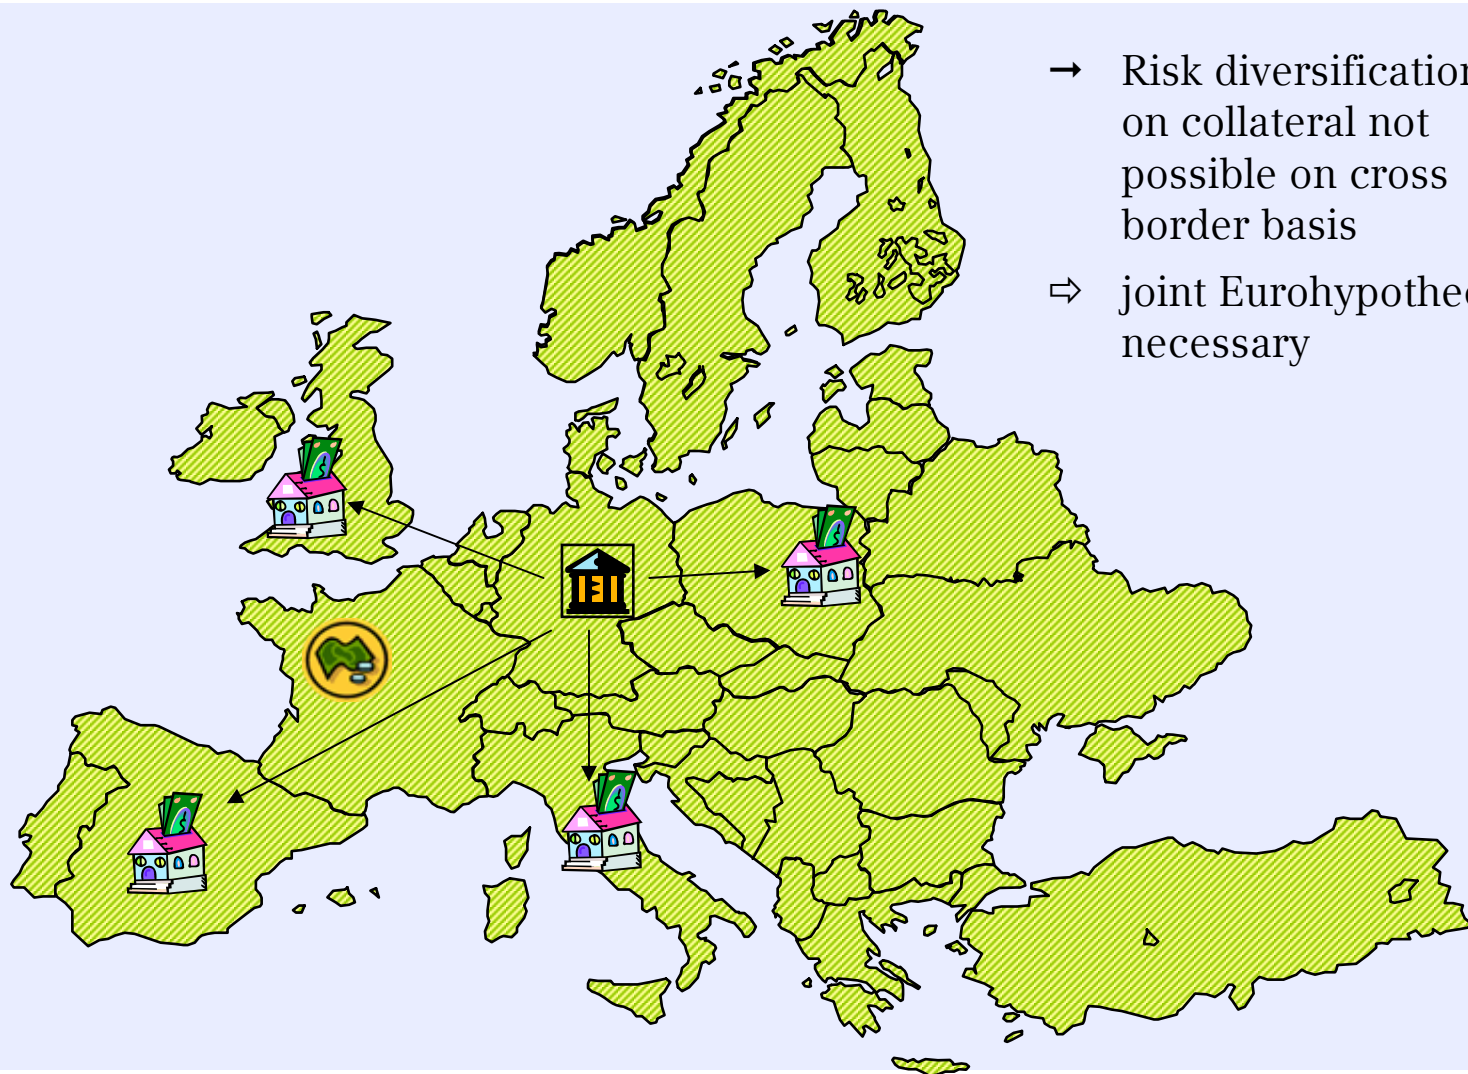 → Risk diversification
on collateral not
possible on cross
border basis
⇨ joint Eurohypothec
necessary